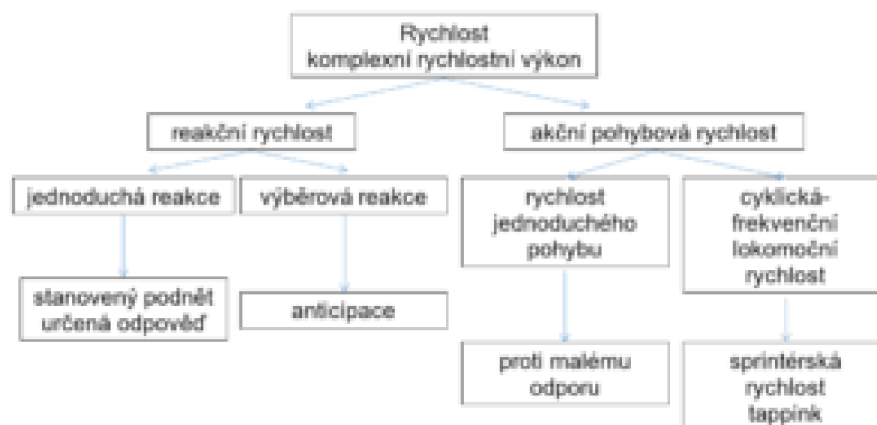 Rychlost
komplexní rychlostní výkon
reakční rychlost
akční pohybová rychlost
jednoduchá reakce
výběrová reakce
rychlost
jednoduchého
pohybu
cyklická-
frekvenční
lokomoční
rychlost
stanovený podnět
určená odpověď
anticipace
proti malému
odporu
sprintérská
rychlost
tappink